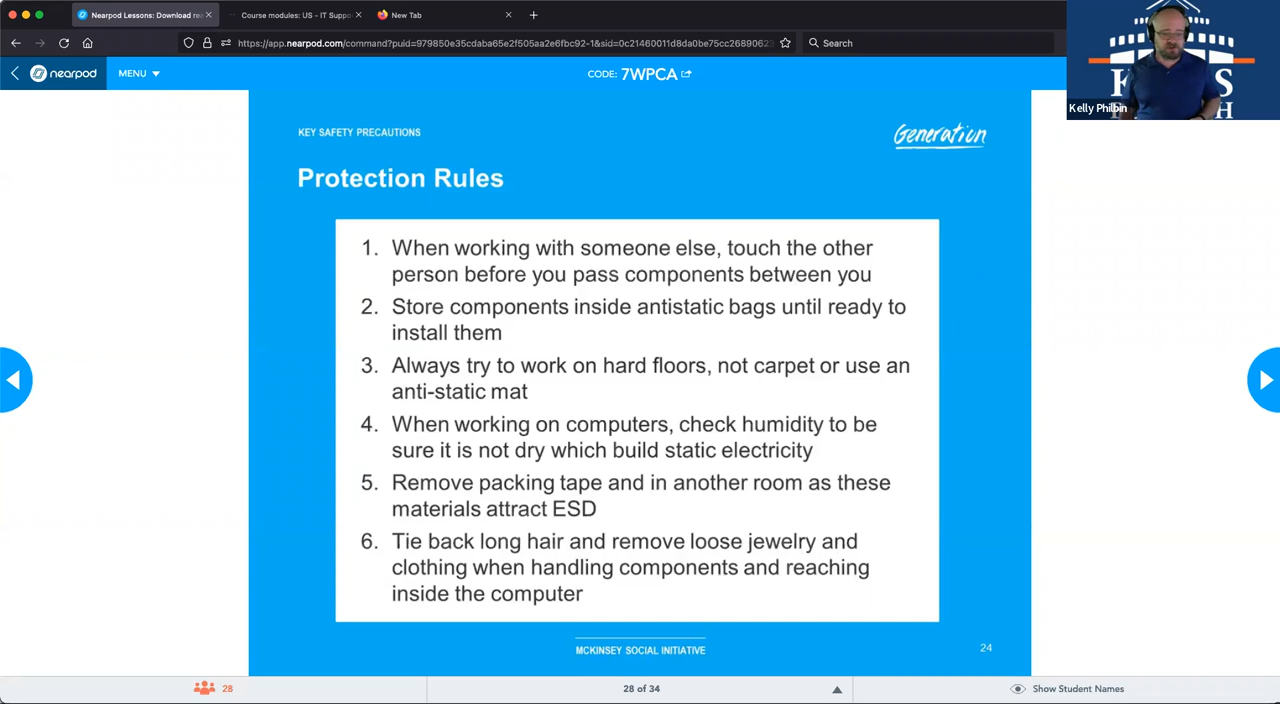 Nearpod Lessons: Download rea
Course modules: US - IT Suppo
New Tab
https://app.nearpod.com/command?puid=979850e35cdaba65e2f505aa2e6fbc92-1&sid=0c21460011d8da0be75cc26890623
Search
nearpod
MENU
CODE: 7WPCA
Kelly Philbin
KEY SAFETY PRECAUTIONS
Generation
Protection Rules
1. When working with someone else, touch the other
person before you pass components between you
2. Store components inside antistatic bags until ready to
install them
3. Always try to work on hard floors, not carpet or use an
anti-static mat
4. When working on computers, check humidity to be
sure it is not dry which build static electricity
5. Remove packing tape and in another room as these
materials attract ESD
6. Tie back long hair and remove loose jewelry and
clothing when handling components and reaching
inside the computer
MCKINSEY SOCIAL INITIATIVE
24
28
28 of 34
Show Student Names